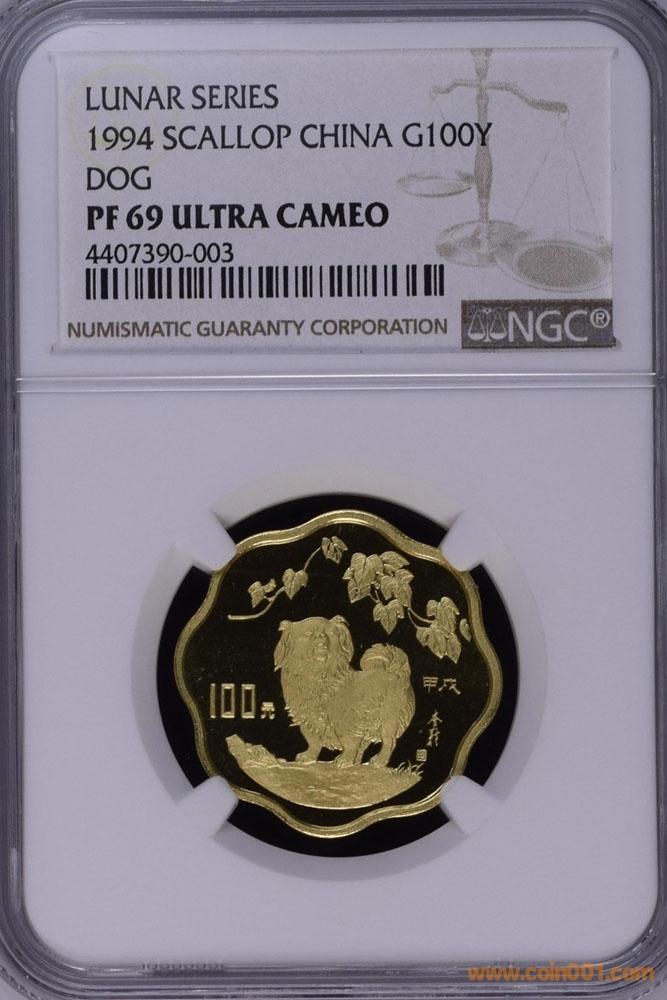 LUNAR SERIES
1994 SCALLOP CHINA G100Y
DOG
PF 69 ULTRA CAMEO
4407390-003
NUMISMATIC GUARANTY CORPORATION
NGC®
100元
甲戌
www.coin001.com